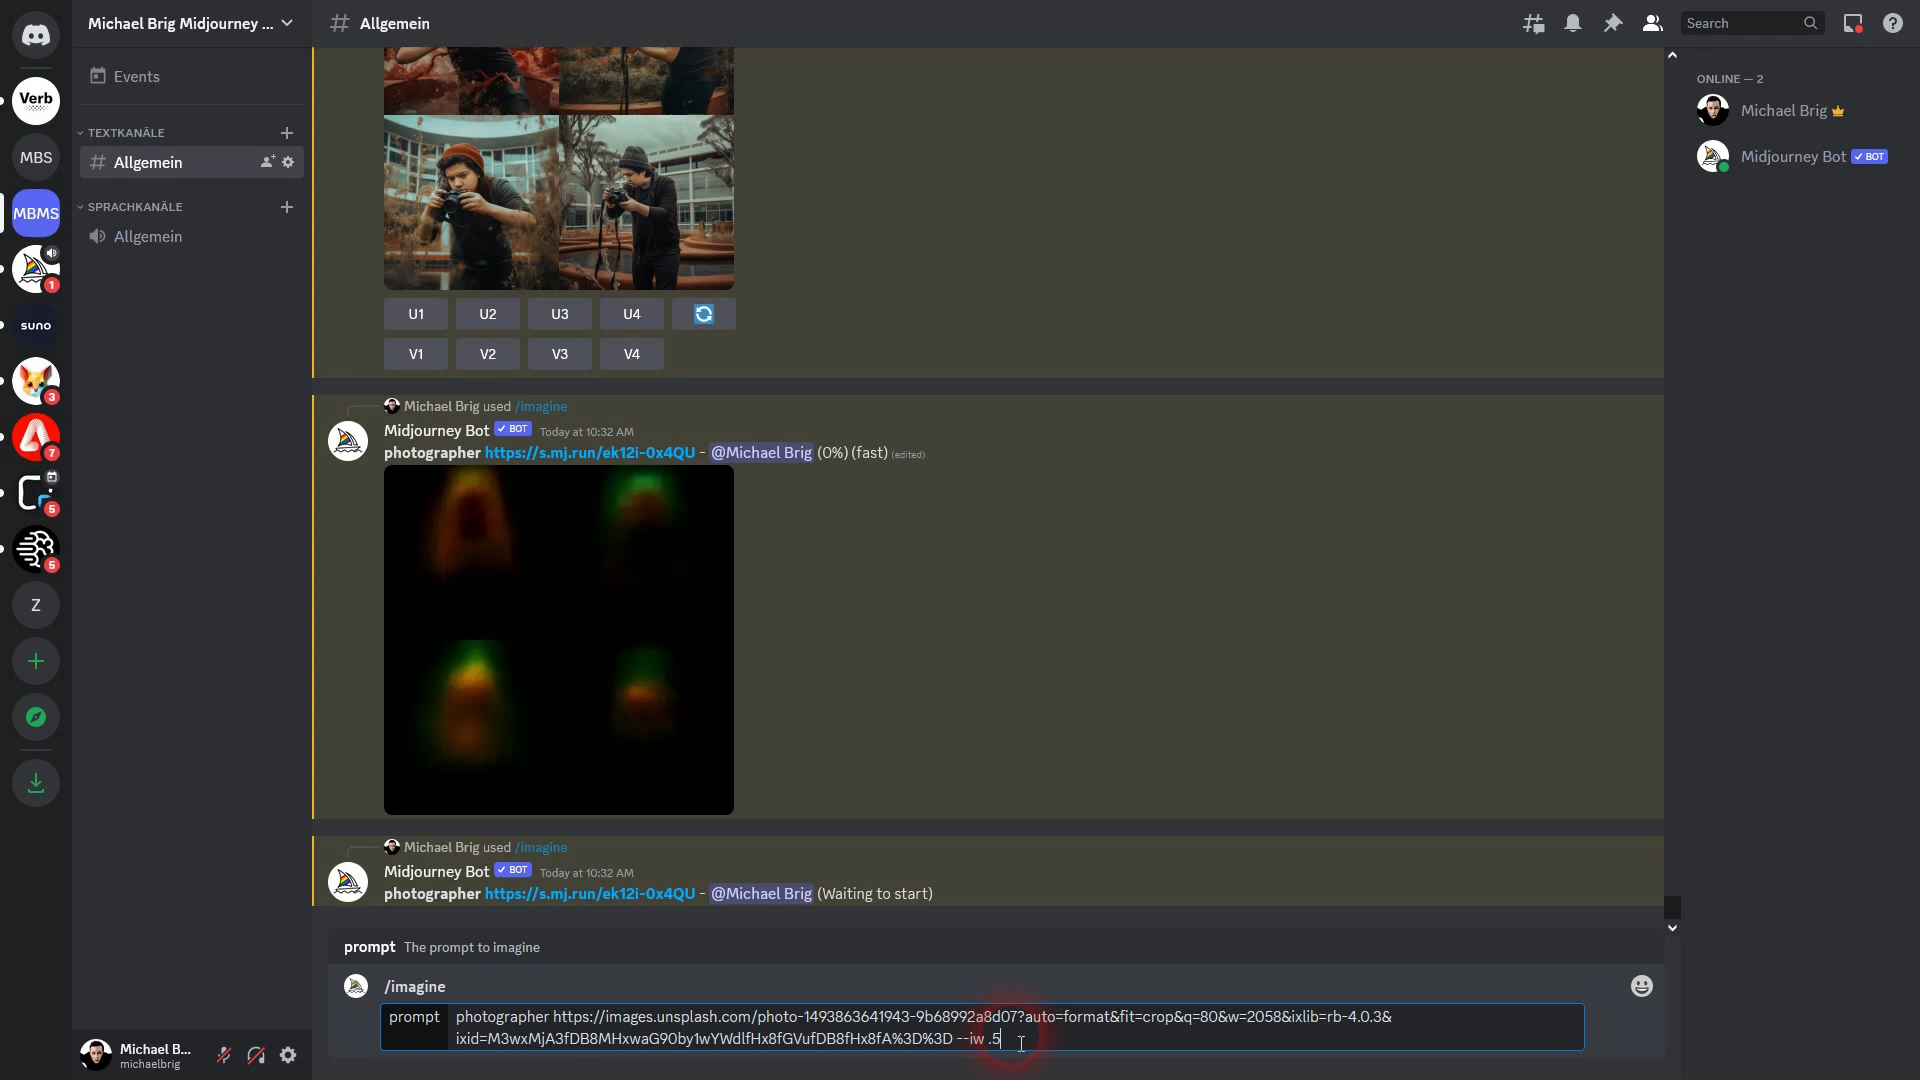 Michael Brig Midjourney ...
Allgemein
Search
Events
TEXTKANÄLE
Allgemein
SPRACHKANÄLE
Allgemein
Verb
MBS
MBMS
1
suno
3
7
5
5
Z
U1 U2 U3 U4
V1 V2 V3 V4
Michael Brig used /imagine
Midjourney Bot ✓ BOT Today at 10:32 AM
photographer https://s.mj.run/ek12i-0x4QU - @Michael Brig (0%) (fast) (edited)
Michael Brig used /imagine
Midjourney Bot ✓ BOT Today at 10:32 AM
photographer https://s.mj.run/ek12i-0x4QU - @Michael Brig (Waiting to start)
prompt The prompt to imagine
/imagine
prompt photographer https://images.unsplash.com/photo-1493863641943-9b68992a8d07?auto=format&fit=crop&q=80&w=2058&ixlib=rb-4.0.3&
ixid=M3wxMjA3fDB8MHxwaG90by1wYWdlfHx8fGVufDB8fHx8fA%3D%3D --iw .5
Michael B...
michaelbrig
ONLINE — 2
Michael Brig
Midjourney Bot ✓ BOT